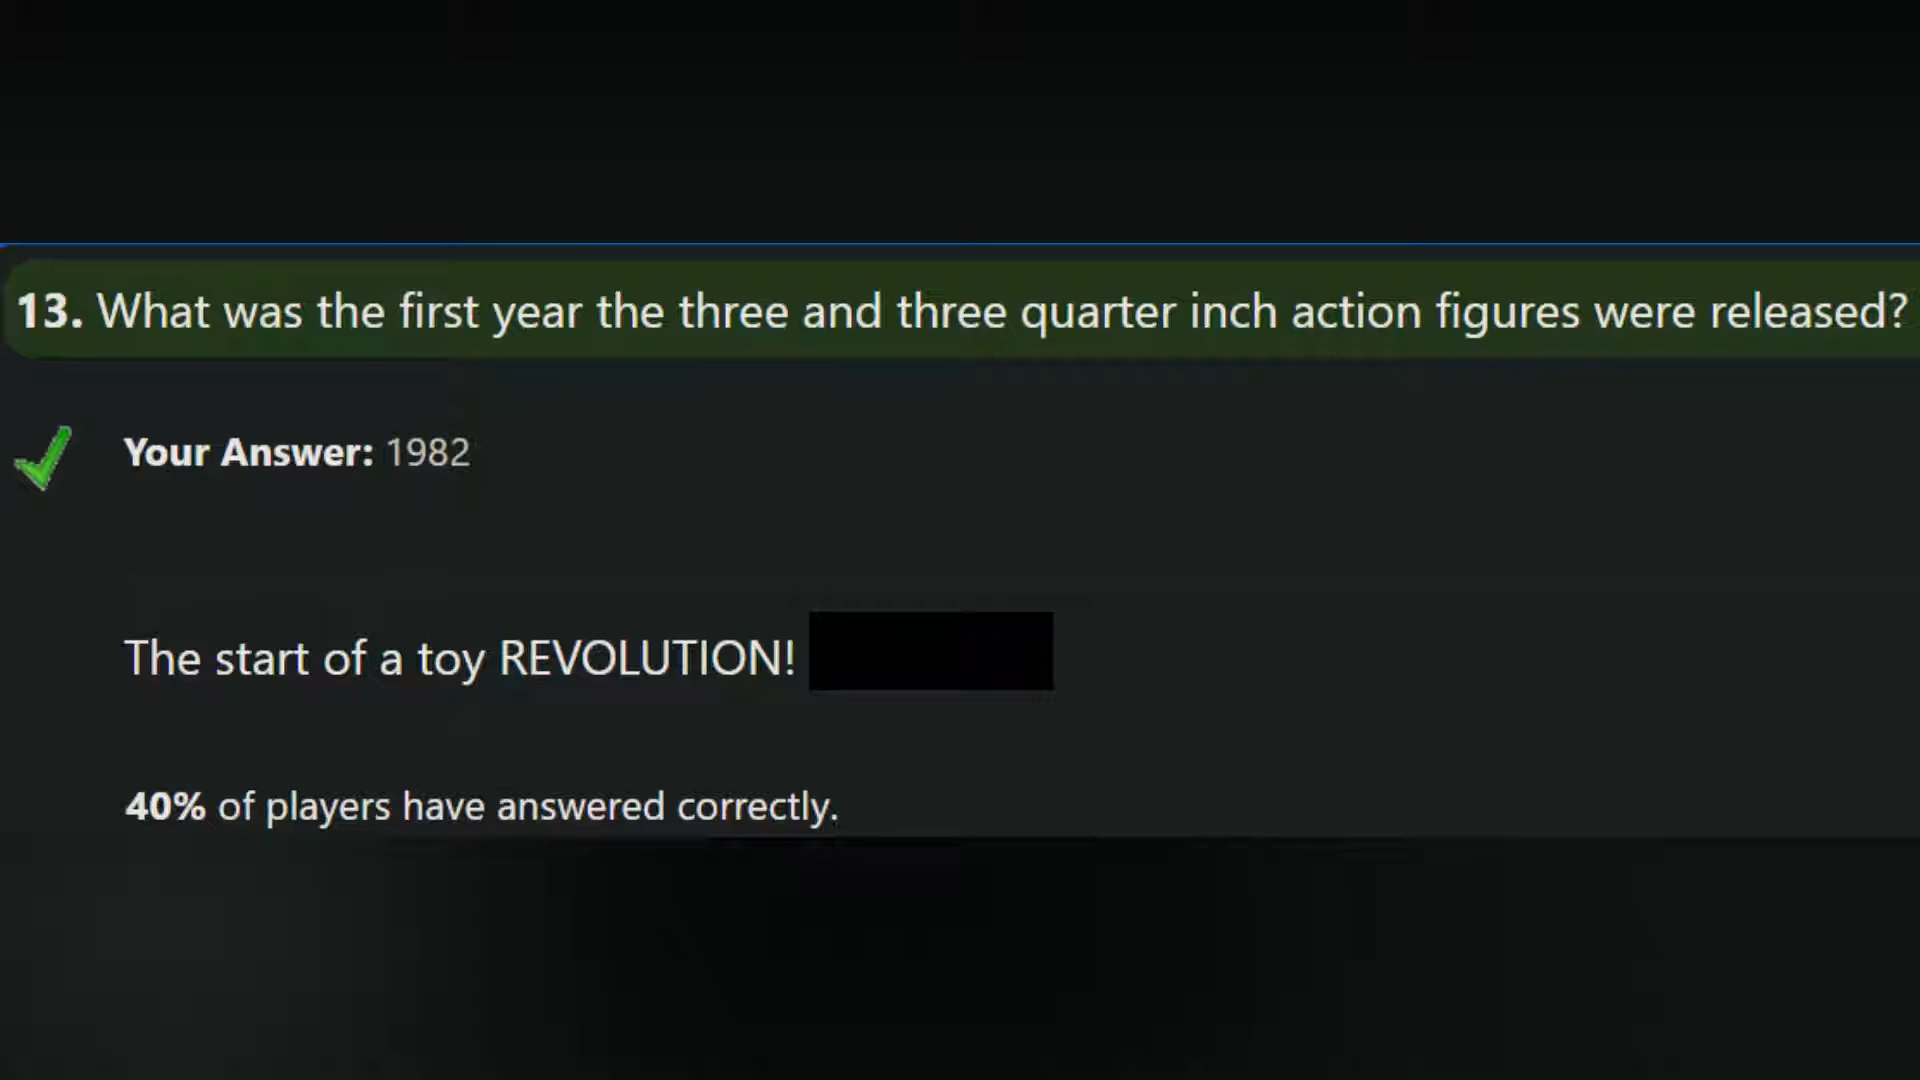 13. What was the first year the three and three quarter inch action figures were released?
Your Answer: 1982
The start of a toy REVOLUTION!
40% of players have answered correctly.